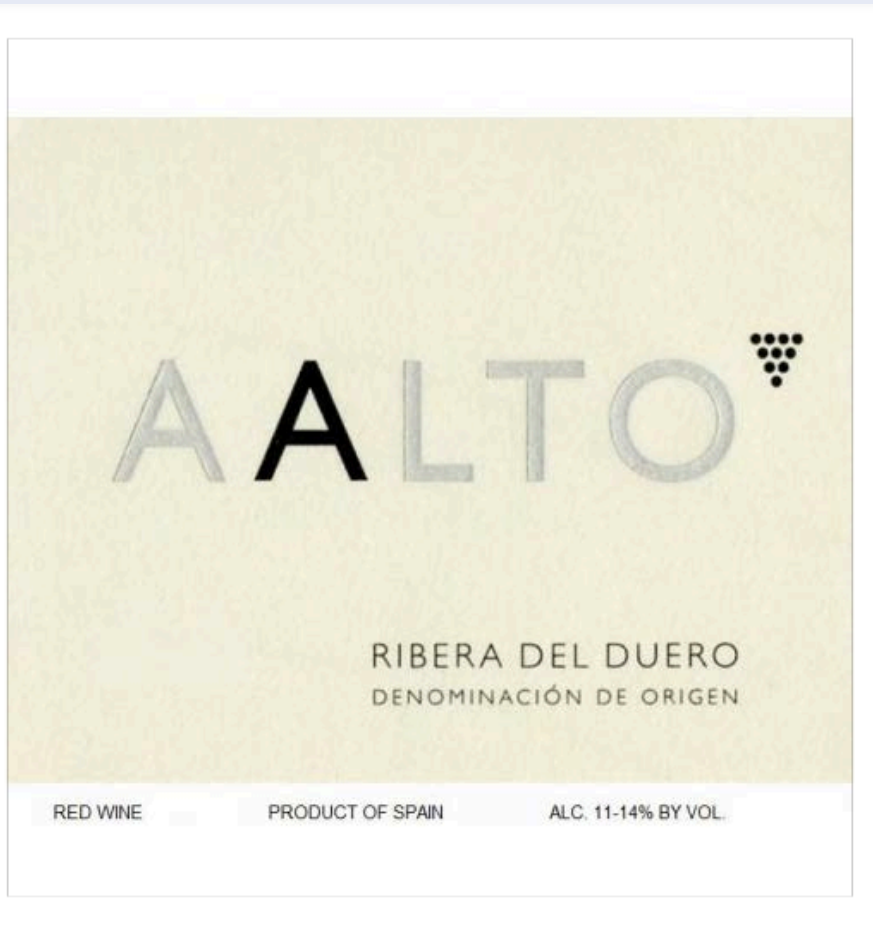 AALTO
RIBERA DEL DUERO
DENOMINACIÓN DE ORIGEN
RED WINE PRODUCT OF SPAIN ALC. 11-14% BY VOL.